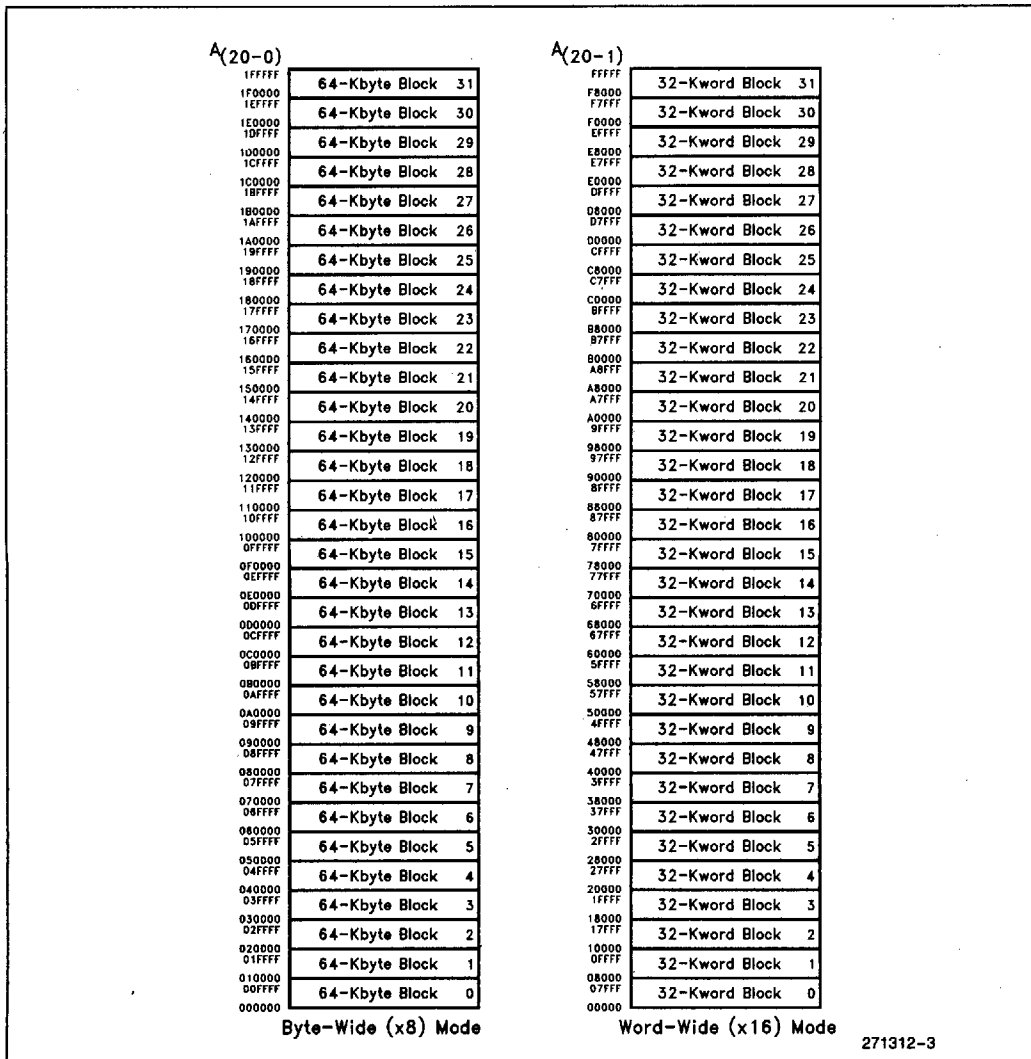 A(20-0)
1FFFFF
64-Kbyte Block 31
1F0000
1EFFFF
64-Kbyte Block 30
1E0000
1DFFFF
64-Kbyte Block 29
1D0000
1CFFFF
64-Kbyte Block 28
1C0000
1BFFFF
64-Kbyte Block 27
1B0000
1AFFFF
64-Kbyte Block 26
1A0000
19FFFF
64-Kbyte Block 25
190000
18FFFF
64-Kbyte Block 24
180000
17FFFF
64-Kbyte Block 23
170000
16FFFF
64-Kbyte Block 22
160000
15FFFF
64-Kbyte Block 21
150000
14FFFF
64-Kbyte Block 20
140000
13FFFF
64-Kbyte Block 19
130000
12FFFF
64-Kbyte Block 18
120000
11FFFF
64-Kbyte Block 17
110000
10FFFF
64-Kbyte Block 16
100000
0FFFFF
64-Kbyte Block 15
0F0000
0EFFFF
64-Kbyte Block 14
0E0000
0DFFFF
64-Kbyte Block 13
0D0000
0CFFFF
64-Kbyte Block 12
0C0000
0BFFFF
64-Kbyte Block 11
0B0000
0AFFFF
64-Kbyte Block 10
0A0000
09FFFF
64-Kbyte Block 9
090000
08FFFF
64-Kbyte Block 8
080000
07FFFF
64-Kbyte Block 7
070000
06FFFF
64-Kbyte Block 6
060000
05FFFF
64-Kbyte Block 5
050000
04FFFF
64-Kbyte Block 4
040000
03FFFF
64-Kbyte Block 3
030000
02FFFF
64-Kbyte Block 2
020000
01FFFF
64-Kbyte Block 1
010000
00FFFF
64-Kbyte Block 0
000000
Byte-Wide (x8) Mode
A(20-1)
FFFFF
32-Kword Block 31
F8000
F7FFF
32-Kword Block 30
F0000
EFFFF
32-Kword Block 29
E8000
E7FFF
32-Kword Block 28
E0000
DFFFF
32-Kword Block 27
D8000
D7FFF
32-Kword Block 26
D0000
CFFFF
32-Kword Block 25
C8000
C7FFF
32-Kword Block 24
C0000
BFFFF
32-Kword Block 23
B8000
B7FFF
32-Kword Block 22
B0000
A8FFF
32-Kword Block 21
A8000
A7FFF
32-Kword Block 20
A0000
9FFFF
32-Kword Block 19
98000
97FFF
32-Kword Block 18
90000
8FFFF
32-Kword Block 17
88000
87FFF
32-Kword Block 16
80000
7FFFF
32-Kword Block 15
78000
77FFF
32-Kword Block 14
70000
6FFFF
32-Kword Block 13
68000
67FFF
32-Kword Block 12
60000
5FFFF
32-Kword Block 11
58000
57FFF
32-Kword Block 10
50000
4FFFF
32-Kword Block 9
48000
47FFF
32-Kword Block 8
40000
3FFFF
32-Kword Block 7
38000
37FFF
32-Kword Block 6
30000
2FFFF
32-Kword Block 5
28000
27FFF
32-Kword Block 4
20000
1FFFF
32-Kword Block 3
18000
17FFF
32-Kword Block 2
10000
0FFFF
32-Kword Block 1
08000
07FFF
32-Kword Block 0
00000
Word-Wide (x16) Mode
271312-3